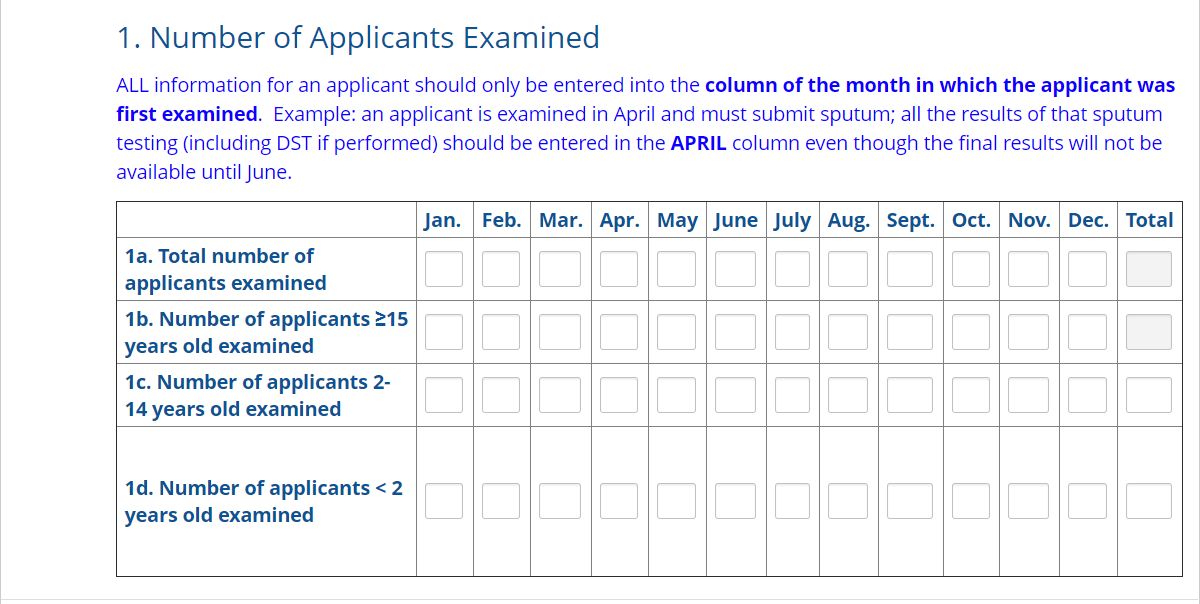 1. Number of Applicants Examined
ALL information for an applicant should only be entered into the column of the month in which the applicant was
first examined.  Example: an applicant is examined in April and must submit sputum; all the results of that sputum
testing (including DST if performed) should be entered in the APRIL column even though the final results will not be
available until June.
Jan. Feb. Mar. Apr. May June July Aug. Sept. Oct. Nov. Dec. Total
1a. Total number of
applicants examined
1b. Number of applicants ≥15
years old examined
1c. Number of applicants 2-
14 years old examined
1d. Number of applicants < 2
years old examined